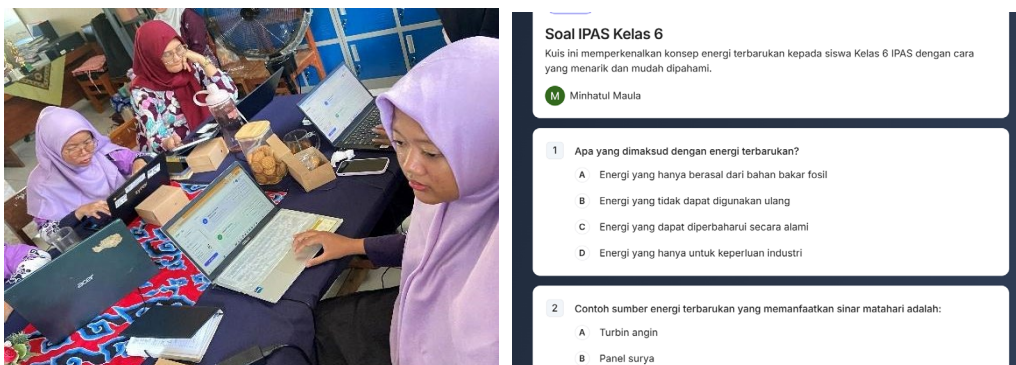 acer
Soal IPAS Kelas 6
Kuis ini memperkenalkan konsep energi terbarukan kepada siswa Kelas 6 IPAS dengan cara
yang menarik dan mudah dipahami.
M Minhatul Maula
1 Apa yang dimaksud dengan energi terbarukan?
A Energi yang hanya berasal dari bahan bakar fosil
B Energi yang tidak dapat digunakan ulang
C Energi yang dapat diperbaharui secara alami
D Energi yang hanya untuk keperluan industri
2 Contoh sumber energi terbarukan yang memanfaatkan sinar matahari adalah:
A Turbin angin
B Panel surya